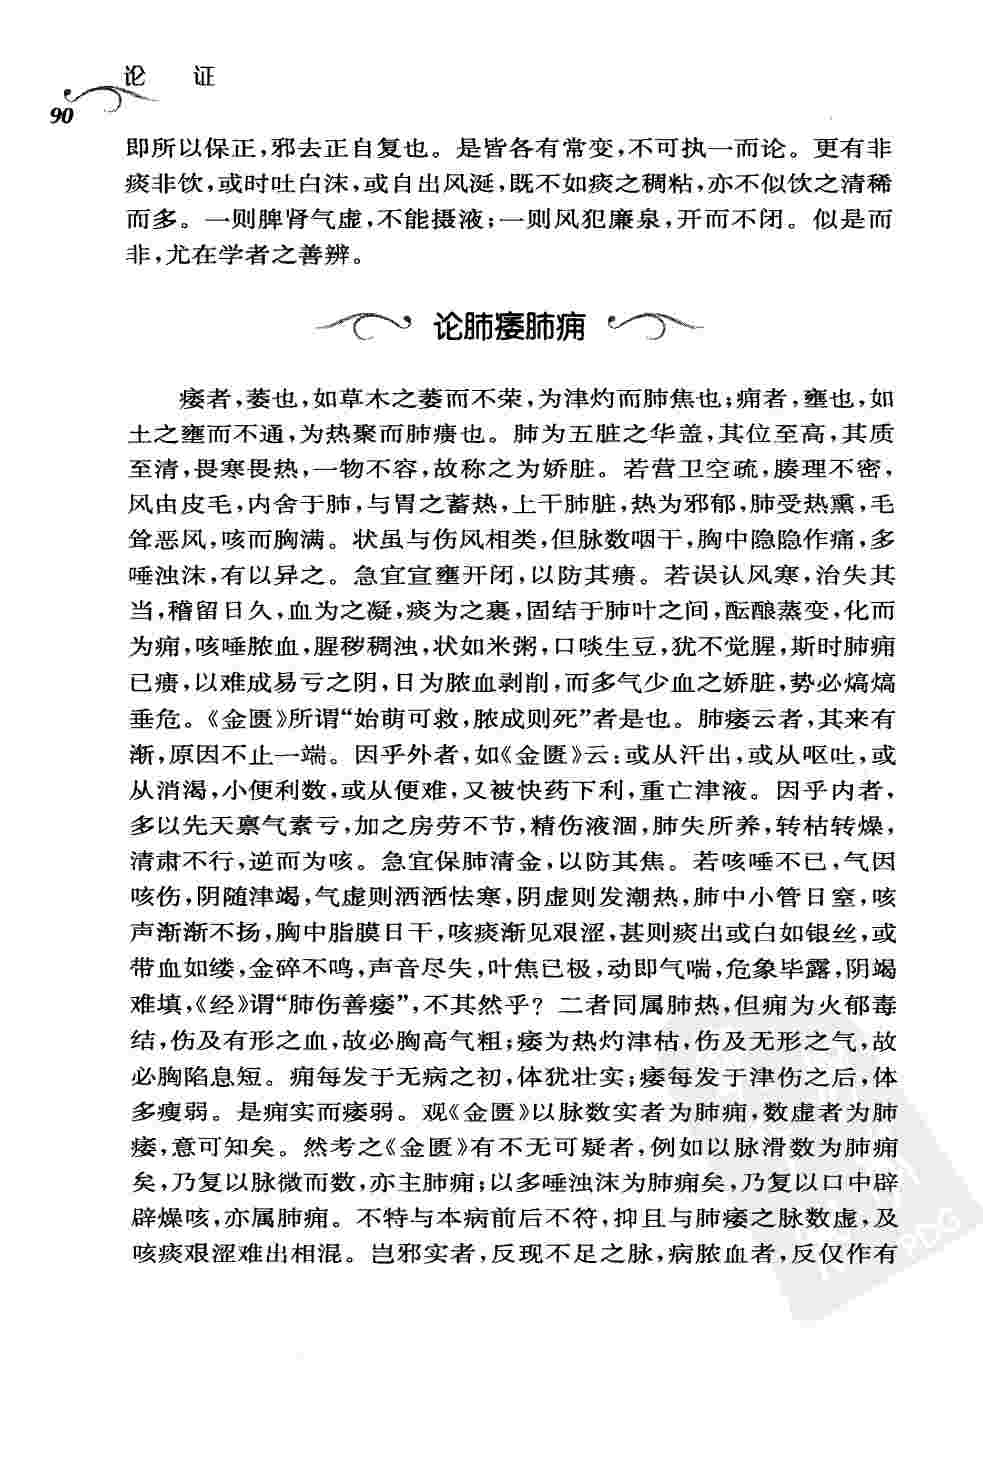 论 证
90
即所以保正,邪去正自复也。是皆各有常变,不可执一而论。更有非
痰非饮,或时吐白沫,或自出风涎,既不如痰之稠粘,亦不似饮之清稀
而多。一则脾肾气虚,不能摄液;一则风犯廉泉,开而不闭。似是而
非,尤在学者之善辨。
论肺痿肺痈
痿者,萎也,如草木之萎而不荣,为津灼而肺焦也;痈者,壅也,如
土之壅而不通,为热聚而肺㿈也。肺为五脏之华盖,其位至高,其质
至清,畏寒畏热,一物不容,故称之为娇脏。若营卫空疏,腠理不密,
风由皮毛,内舍于肺,与胃之蓄热,上干肺脏,热为邪郁,肺受热熏,毛
耸恶风,咳而胸满。状虽与伤风相类,但脉数咽干,胸中隐隐作痛,多
唾浊沫,有以异之。急宜宣壅开闭,以防其溃。若误认风寒,治失其
当,稽留日久,血为之凝,痰为之裹,固结于肺叶之间,酝酿蒸变,化而
为痈,咳唾脓血,腥秽稠浊,状如米粥,口啖生豆,犹不觉腥,斯时肺痈
已溃,以难成易亏之阴,日为脓血剥削,而多气少血之娇脏,势必熇熇
垂危。《金匮》所谓“始萌可救,脓成则死”者是也。肺痿云者,其来有
渐,原因不止一端。因乎外者,如《金匮》云:或从汗出,或从呕吐,或
从消渴,小便利数,或从便难,又被快药下利,重亡津液。因乎内者,
多以先天禀气素亏,加之房劳不节,精伤液涸,肺失所养,转枯转燥,
清肃不行,逆而为咳。急宜保肺清金,以防其焦。若咳唾不已,气因
咳伤,阴随津竭,气虚则洒洒怯寒,阴虚则发潮热,肺中小管日窒,咳
声渐渐不扬,胸中脂膜日干,咳痰渐见艰涩,甚则痰出或白如银丝,或
带血如缕,金碎不鸣,声音尽失,叶焦已极,动即气喘,危象毕露,阴竭
难填,《经》谓“肺伤善痿”,不其然乎?二者同属肺热,但痈为火郁毒
结,伤及有形之血,故必胸高气粗;痿为热灼津枯,伤及无形之气,故
必胸陷息短。痈每发于无病之初,体犹壮实;痿每发于津伤之后,体
多瘦弱。是痈实而痿弱。观《金匮》以脉数实者为肺痈,数虚者为肺
痿,意可知矣。然考之《金匮》有不无可疑者,例如以脉滑数为肺痈
矣,乃复以脉微而数,亦主肺痈;以多唾浊沫为肺痈矣,乃复以口中辟
辟燥咳,亦属肺痈。不特与本病前后不符,抑且与肺痿之脉数虚,及
咳痰艰涩难出相混。岂邪实者,反现不足之脉,病脓血者,反仅作有
PDG